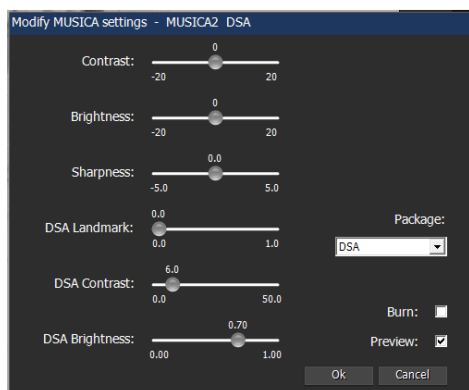 Modify MUSICA settings - MUSICA2 DSA
0
Contrast:
-20 20
0
Brightness:
-20 20
0.0
Sharpness:
-5.0 5.0
0.0
DSA Landmark:
0.0 1.0
Package:
DSA
6.0
DSA Contrast:
0.0 50.0
Burn:
0.70
DSA Brightness:
0.00 1.00
Preview:
Ok Cancel